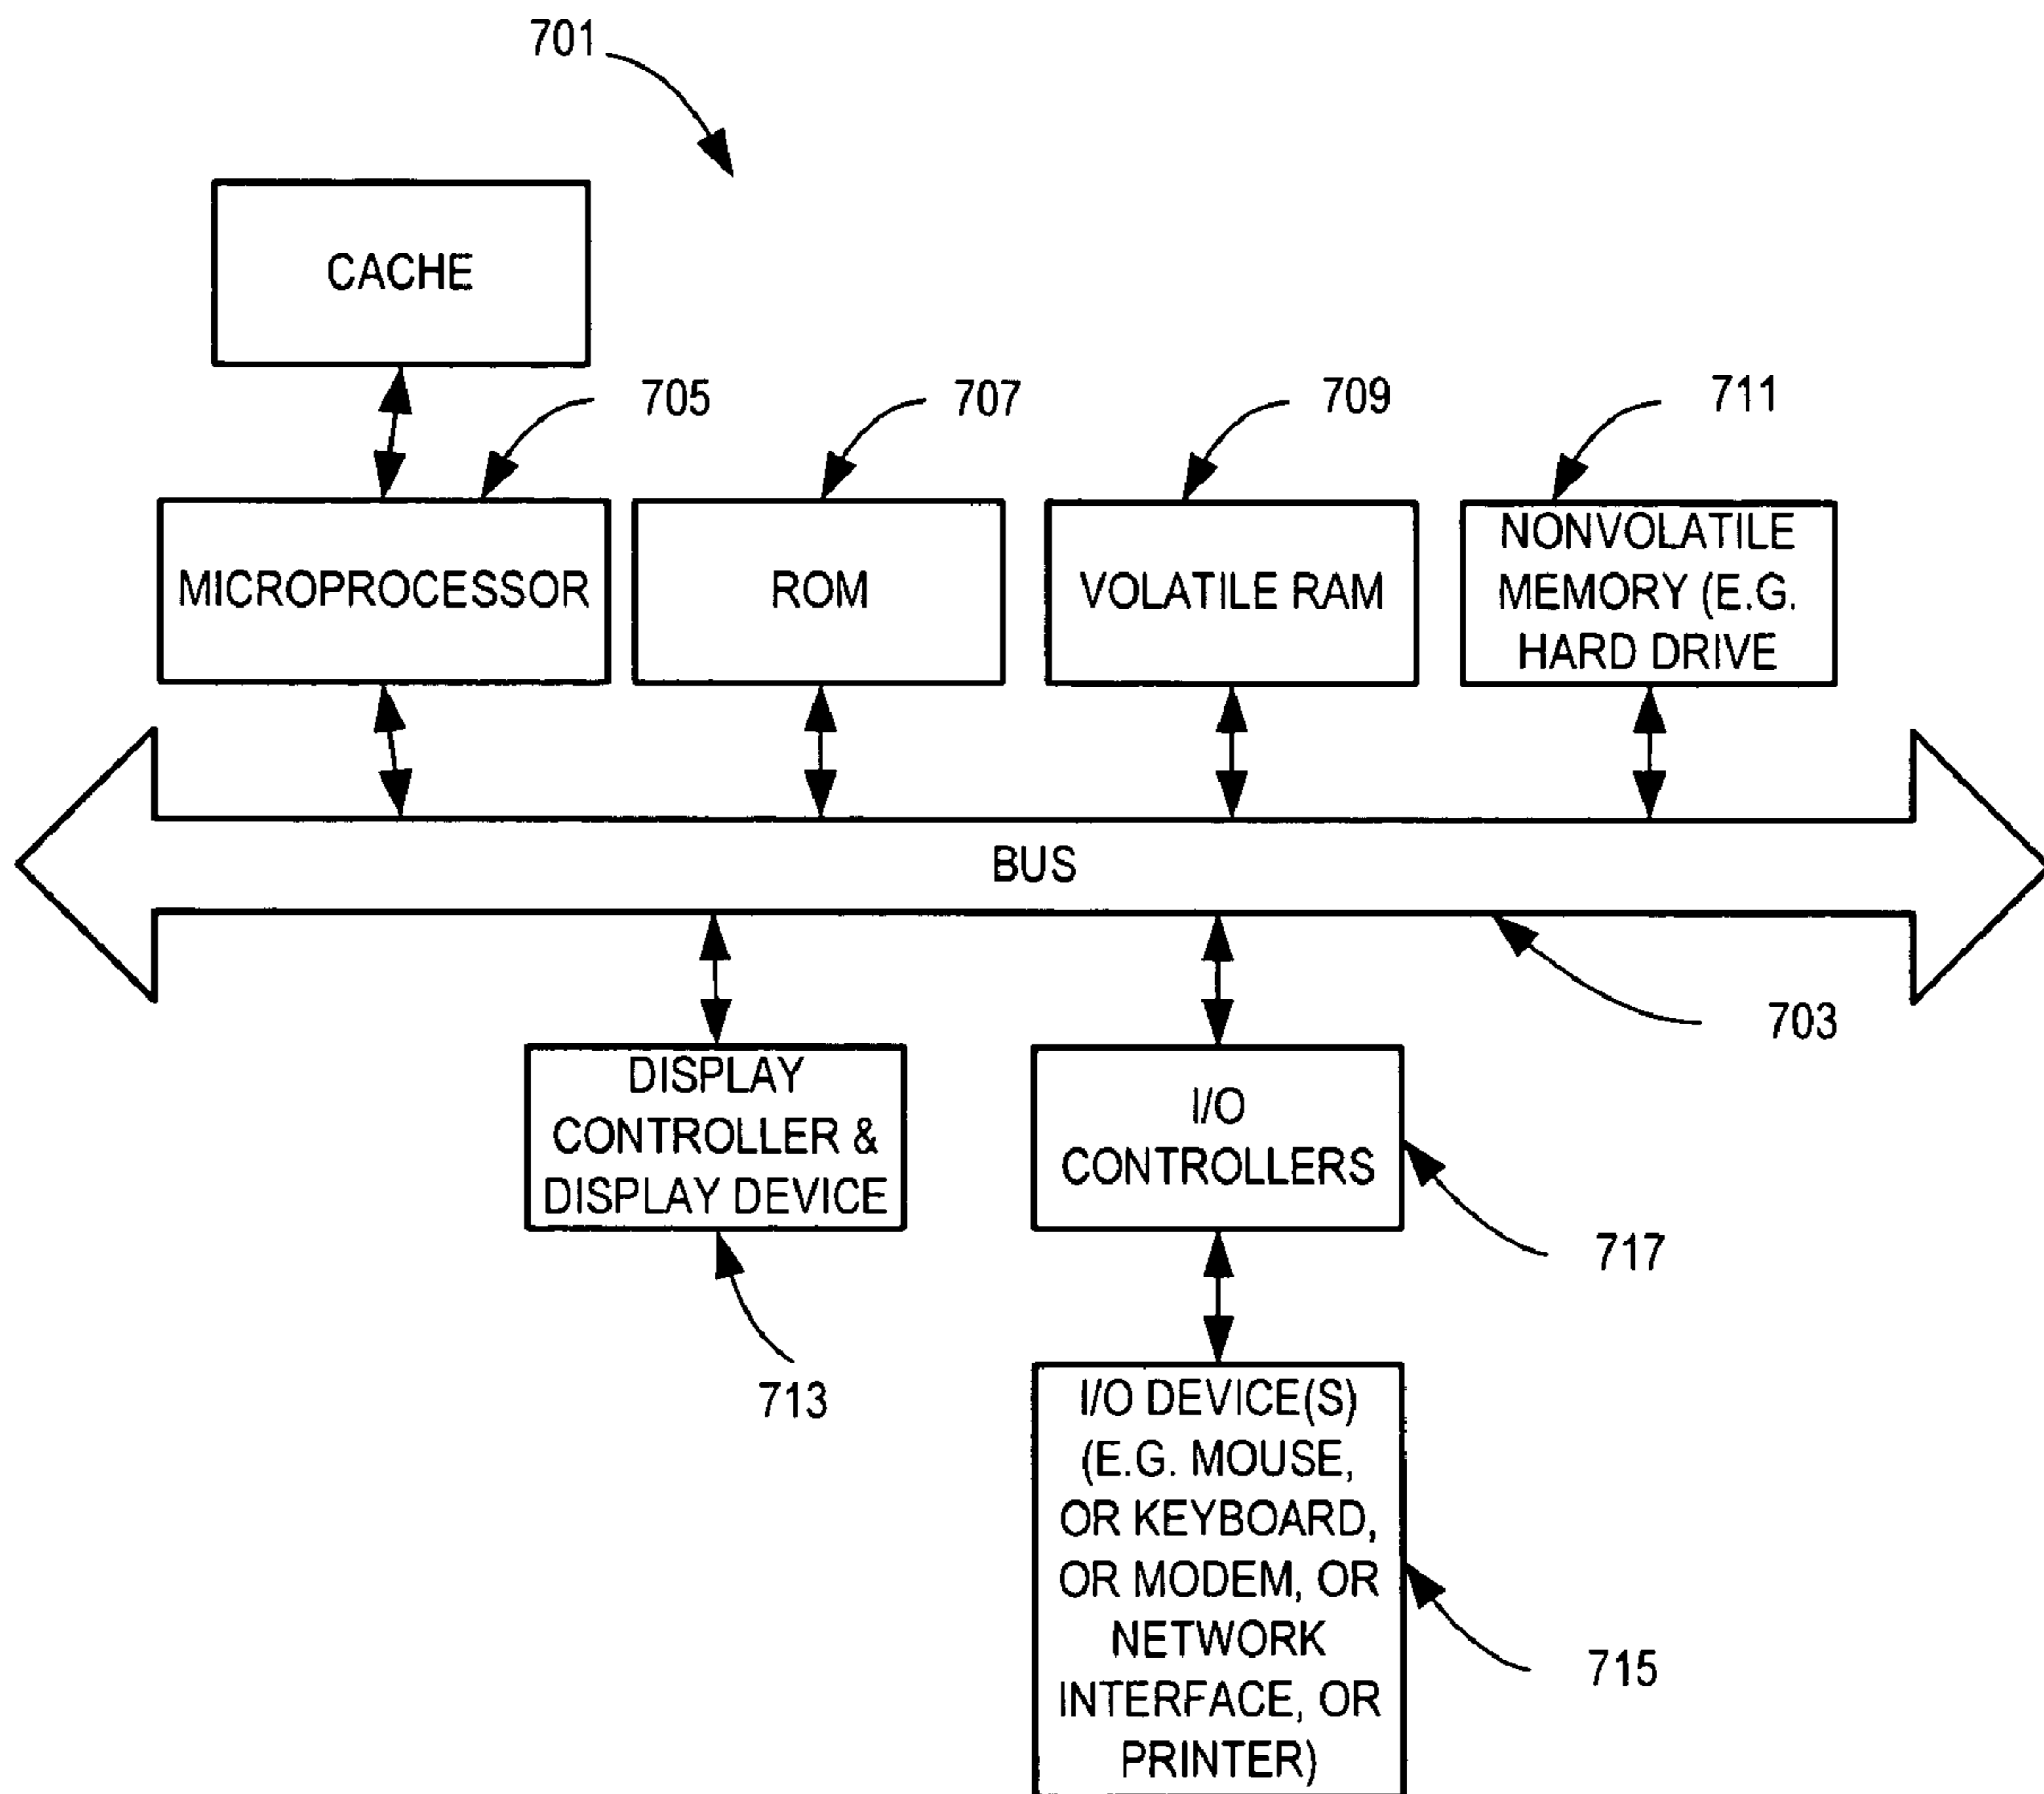 701
CACHE
705
707
709
711
MICROPROCESSOR
ROM
VOLATILE RAM
NONVOLATILE
MEMORY (E.G.
HARD DRIVE
BUS
703
DISPLAY
CONTROLLER &
DISPLAY DEVICE
I/O
CONTROLLERS
717
713
I/O DEVICE(S)
(E.G. MOUSE,
OR KEYBOARD,
OR MODEM, OR
NETWORK
INTERFACE, OR
PRINTER)
715